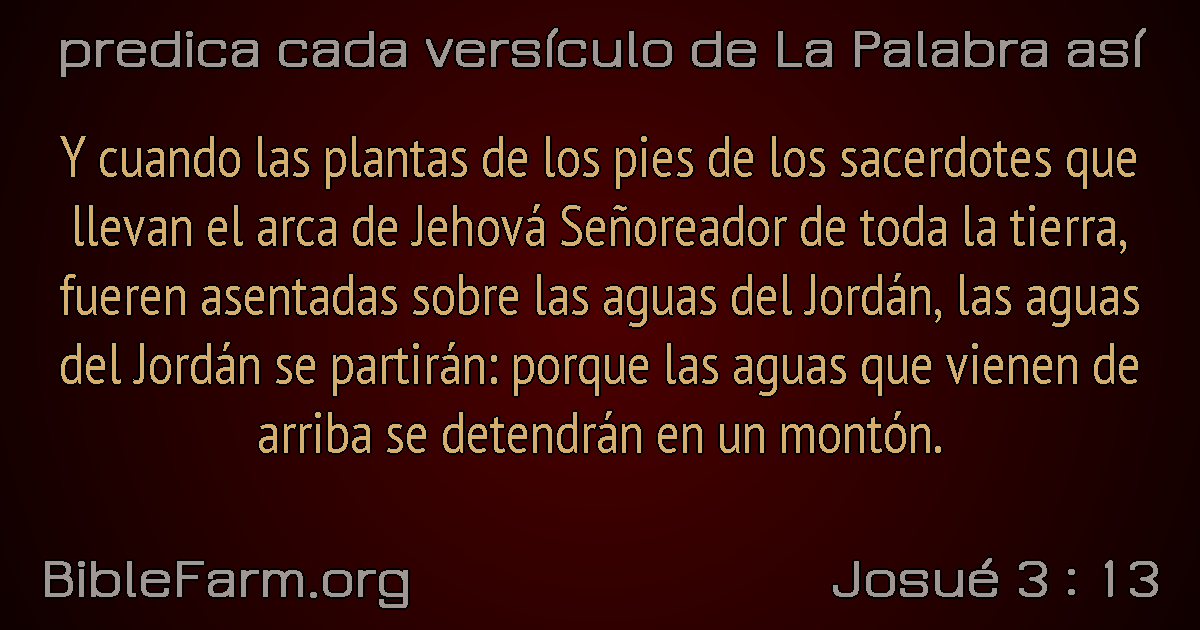 predica cada versículo de La Palabra así
Y cuando las plantas de los pies de los sacerdotes que
llevan el arca de Jehová Señoreador de toda la tierra,
fueren asentadas sobre las aguas del Jordán, las aguas
del Jordán se partirán: porque las aguas que vienen de
arriba se detendrán en un montón.
BibleFarm.org
Josué 3 : 13